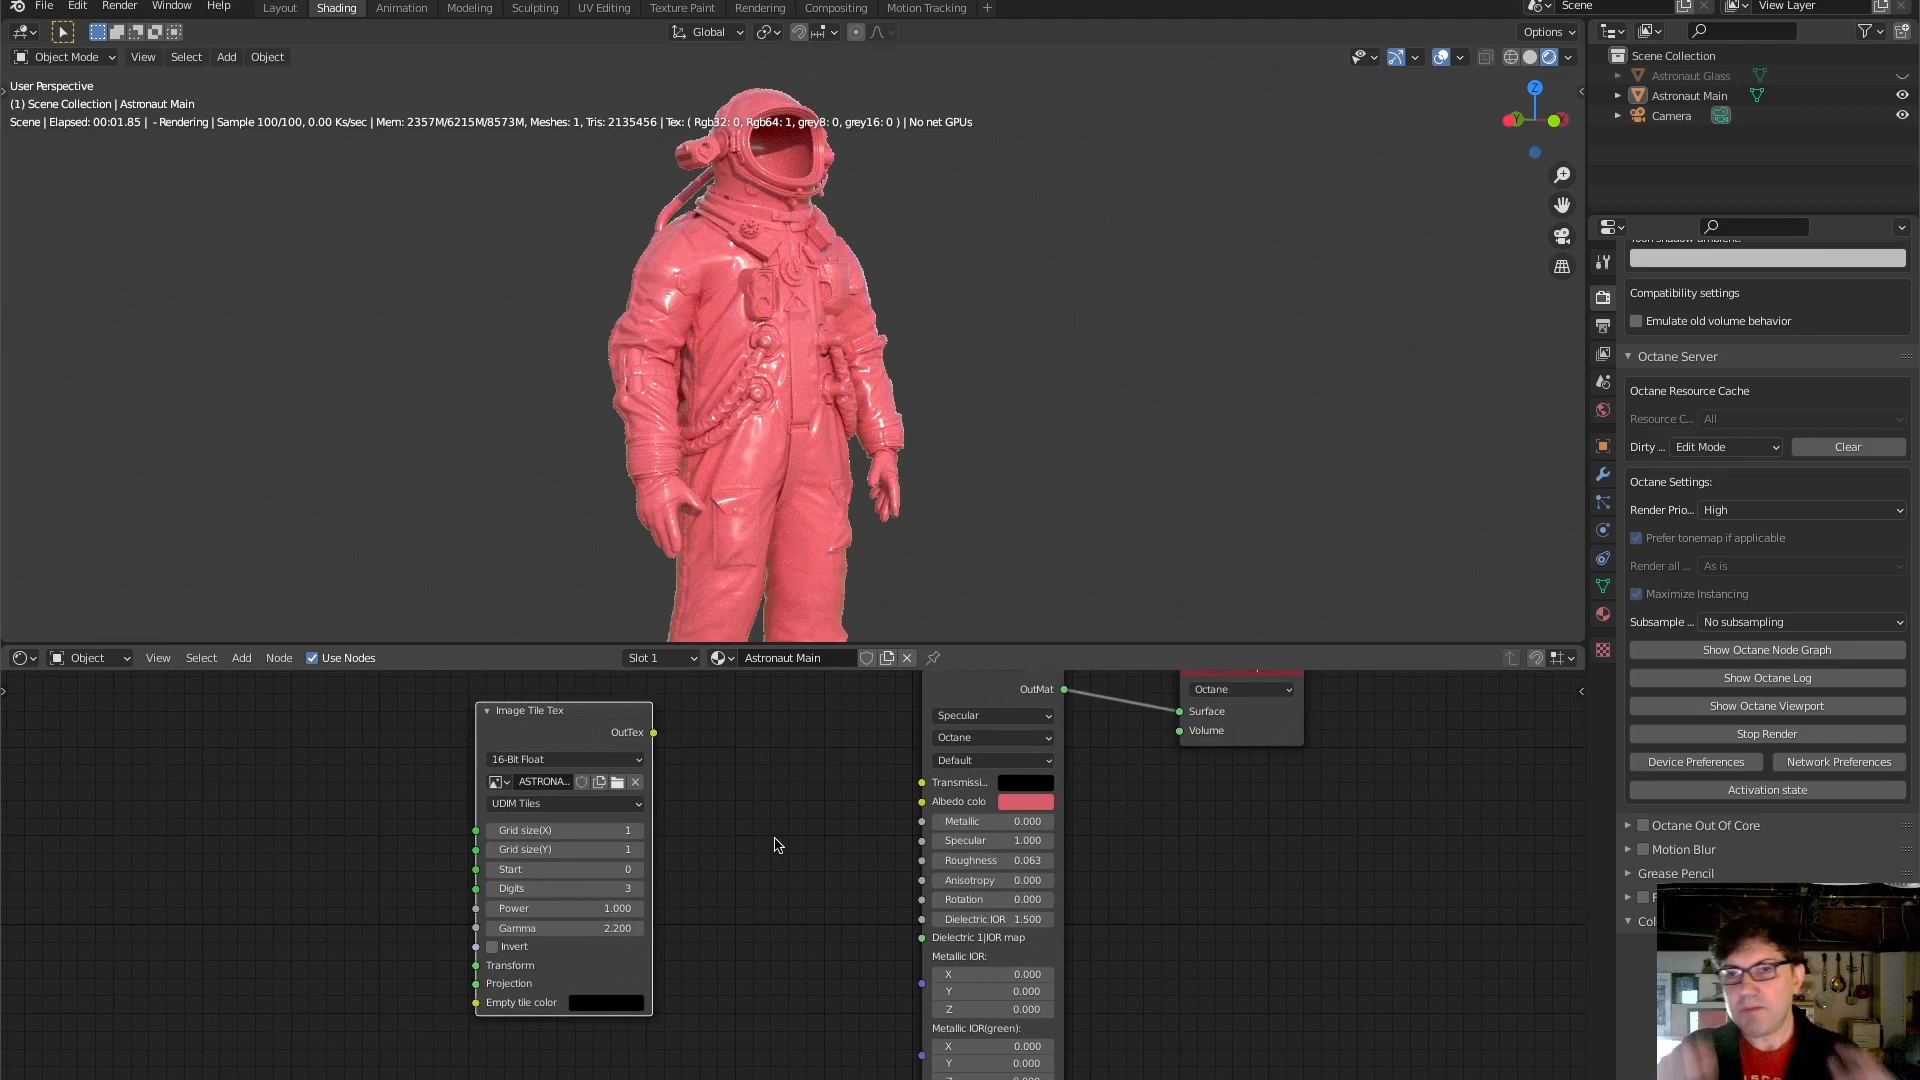 File Edit Render Window Help
Layout Shading Animation Modeling Sculpting UV Editing Texture Paint Rendering Compositing Motion Tracking
Scene View Layer
Global
Options
Object Mode View Select Add Object
User Perspective
(1) Scene Collection | Astronaut Main
Scene | Elapsed: 00:01.85 | - Rendering | Sample 100/100, 0.00 Ks/sec | Mem: 2357M/6215M/8573M, Meshes: 1, Tris: 2135456 | Tex: ( Rgb32: 0, Rgb64: 1, grey8: 0, grey16: 0 ) | No net GPUs
Z
Y
Scene Collection
Astronaut Glass
Astronaut Main
Camera
Compatibility settings
Emulate old volume behavior
Octane Server
Octane Resource Cache
Resource C... All
Dirty ... Edit Mode Clear
Octane Settings:
Render Prio... High
Prefer tonemap if applicable
Render all ... As is
Maximize Instancing
Subsample ... No subsampling
Show Octane Node Graph
Show Octane Log
Show Octane Viewport
Stop Render
Device Preferences Network Preferences
Activation state
Octane Out Of Core
Motion Blur
Grease Pencil
Object View Select Add Node Use Nodes Slot 1 Astronaut Main
Image Tile Tex
OutTex
16-Bit Float
ASTRONA...
UDIM Tiles
Grid size(X) 1
Grid size(Y) 1
Start 0
Digits 3
Power 1.000
Gamma 2.200
Invert
Transform
Projection
Empty tile color
OutMat
Specular
Octane
Default
Transmissi...
Albedo colo
Metallic 0.000
Specular 1.000
Roughness 0.063
Anisotropy 0.000
Rotation 0.000
Dielectric IOR 1.500
Dielectric 1|IOR map
Metallic IOR:
X 0.000
Y 0.000
Z 0.000
Metallic IOR(green):
X 0.000
Y 0.000
Octane
Surface
Volume